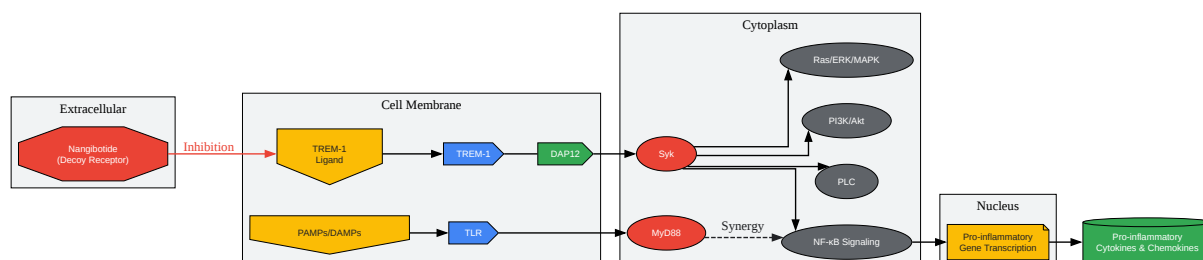 Extracellular
Nangibotide
(Decoy Receptor)
Inhibition
Cell Membrane
TREM-1
Ligand
TREM-1
DAP12
PAMPs/DAMPs
TLR
Cytoplasm
Syk
Ras/ERK/MAPK
PI3K/Akt
PLC
MyD88
Synergy
NF-κB Signaling
Nucleus
Pro-inflammatory
Gene Transcription
Pro-inflammatory
Cytokines & Chemokines